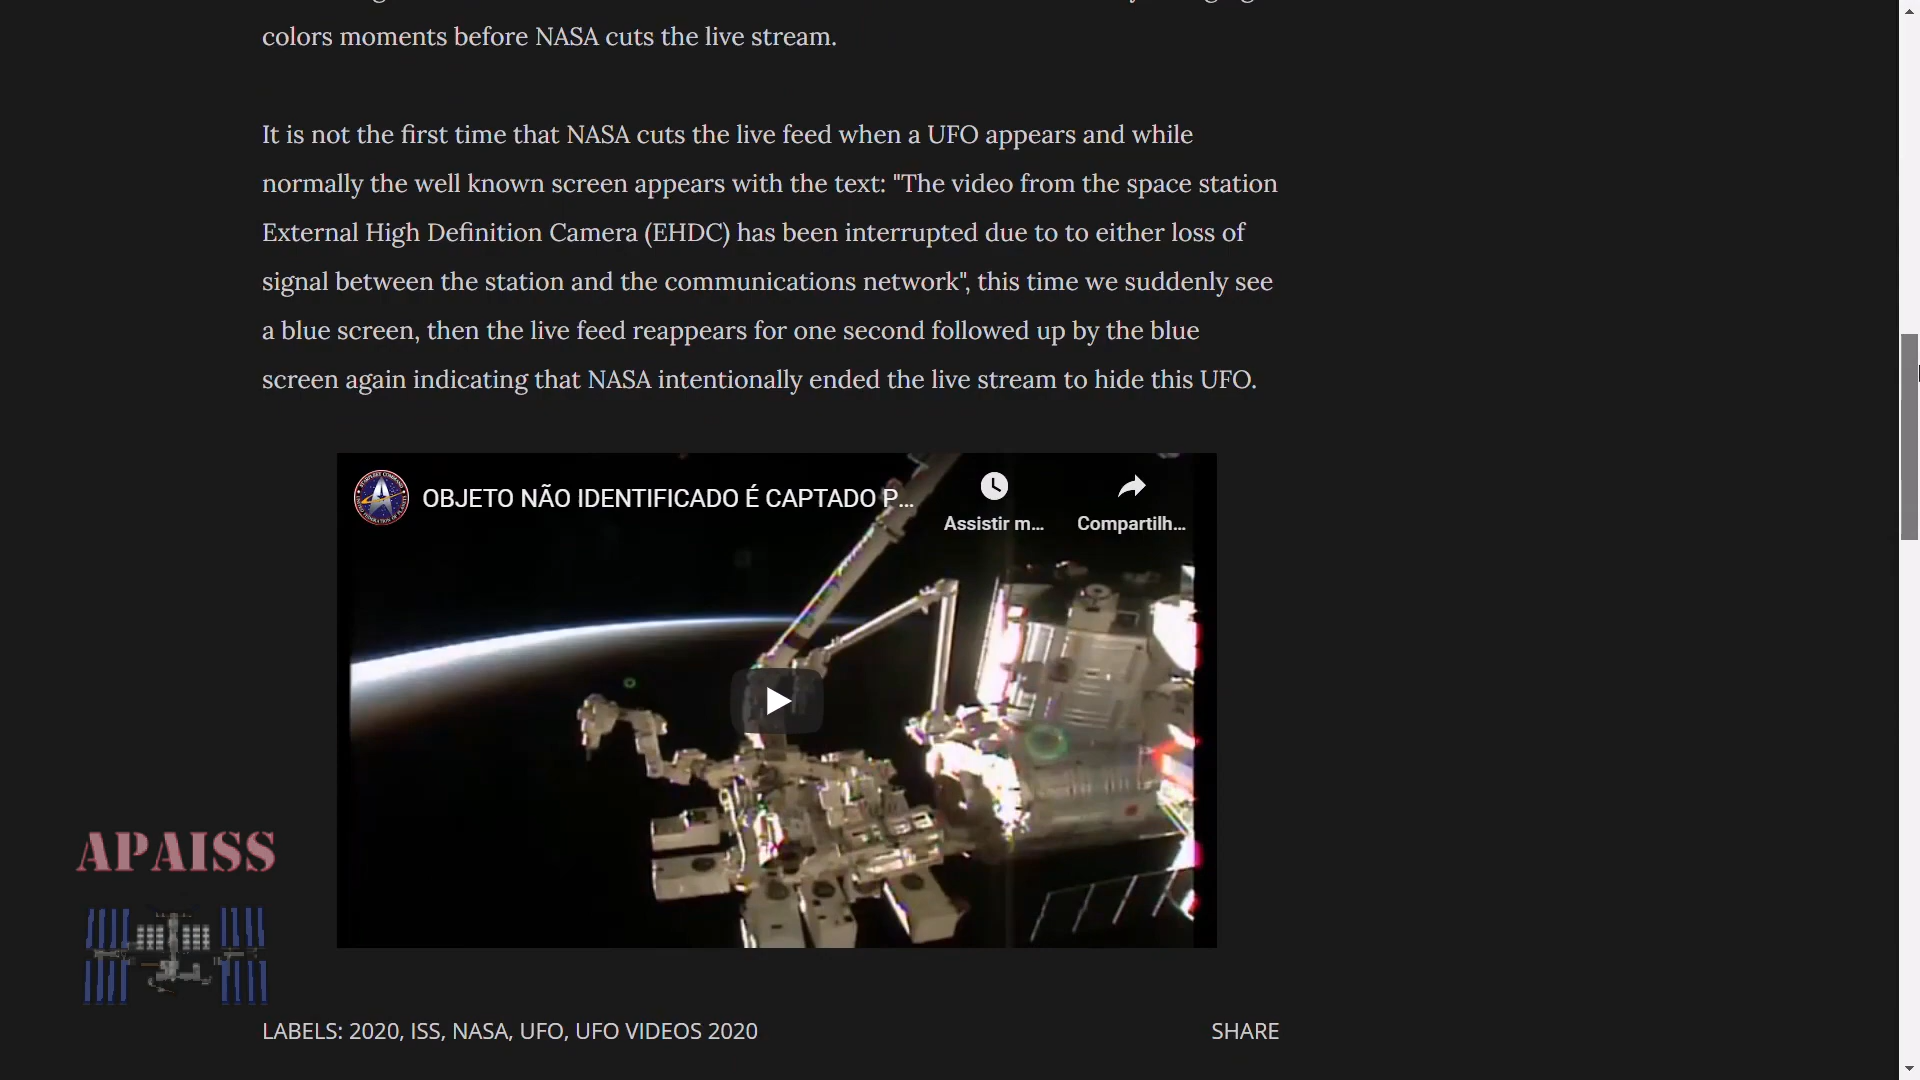 colors moments before NASA cuts the live stream.
It is not the first time that NASA cuts the live feed when a UFO appears and while
normally the well known screen appears with the text: "The video from the space station
External High Definition Camera (EHDC) has been interrupted due to to either loss of
signal between the station and the communications network", this time we suddenly see
a blue screen, then the live feed reappears for one second followed up by the blue
screen again indicating that NASA intentionally ended the live stream to hide this UFO.
OBJETO NÃO IDENTIFICADO É CAPTADO P...
Assistir m...
Compartilh...
APAISS
LABELS: 2020, ISS, NASA, UFO, UFO VIDEOS 2020
SHARE